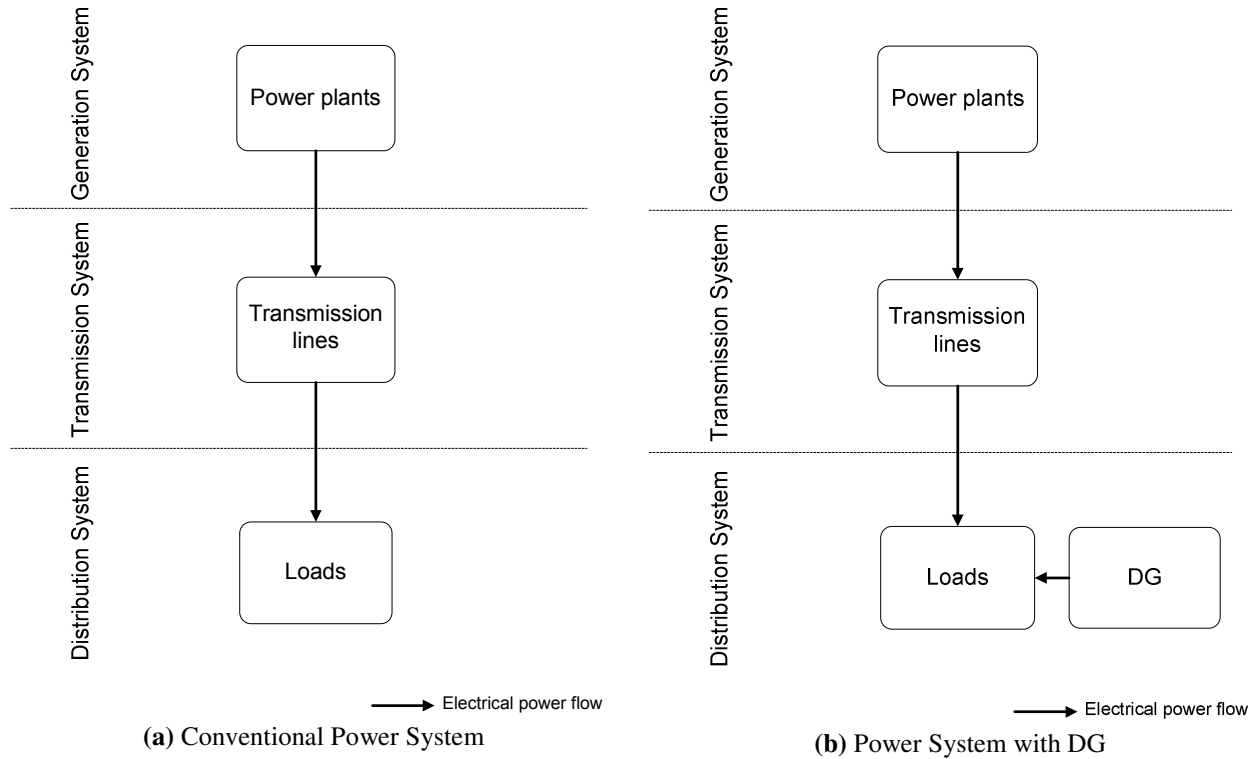 Generation System
Power plants
Transmission System
Transmission
lines
Distribution System
Loads
Electrical power flow
(a) Conventional Power System
Generation System
Power plants
Transmission System
Transmission
lines
Distribution System
Loads
DG
Electrical power flow
(b) Power System with DG